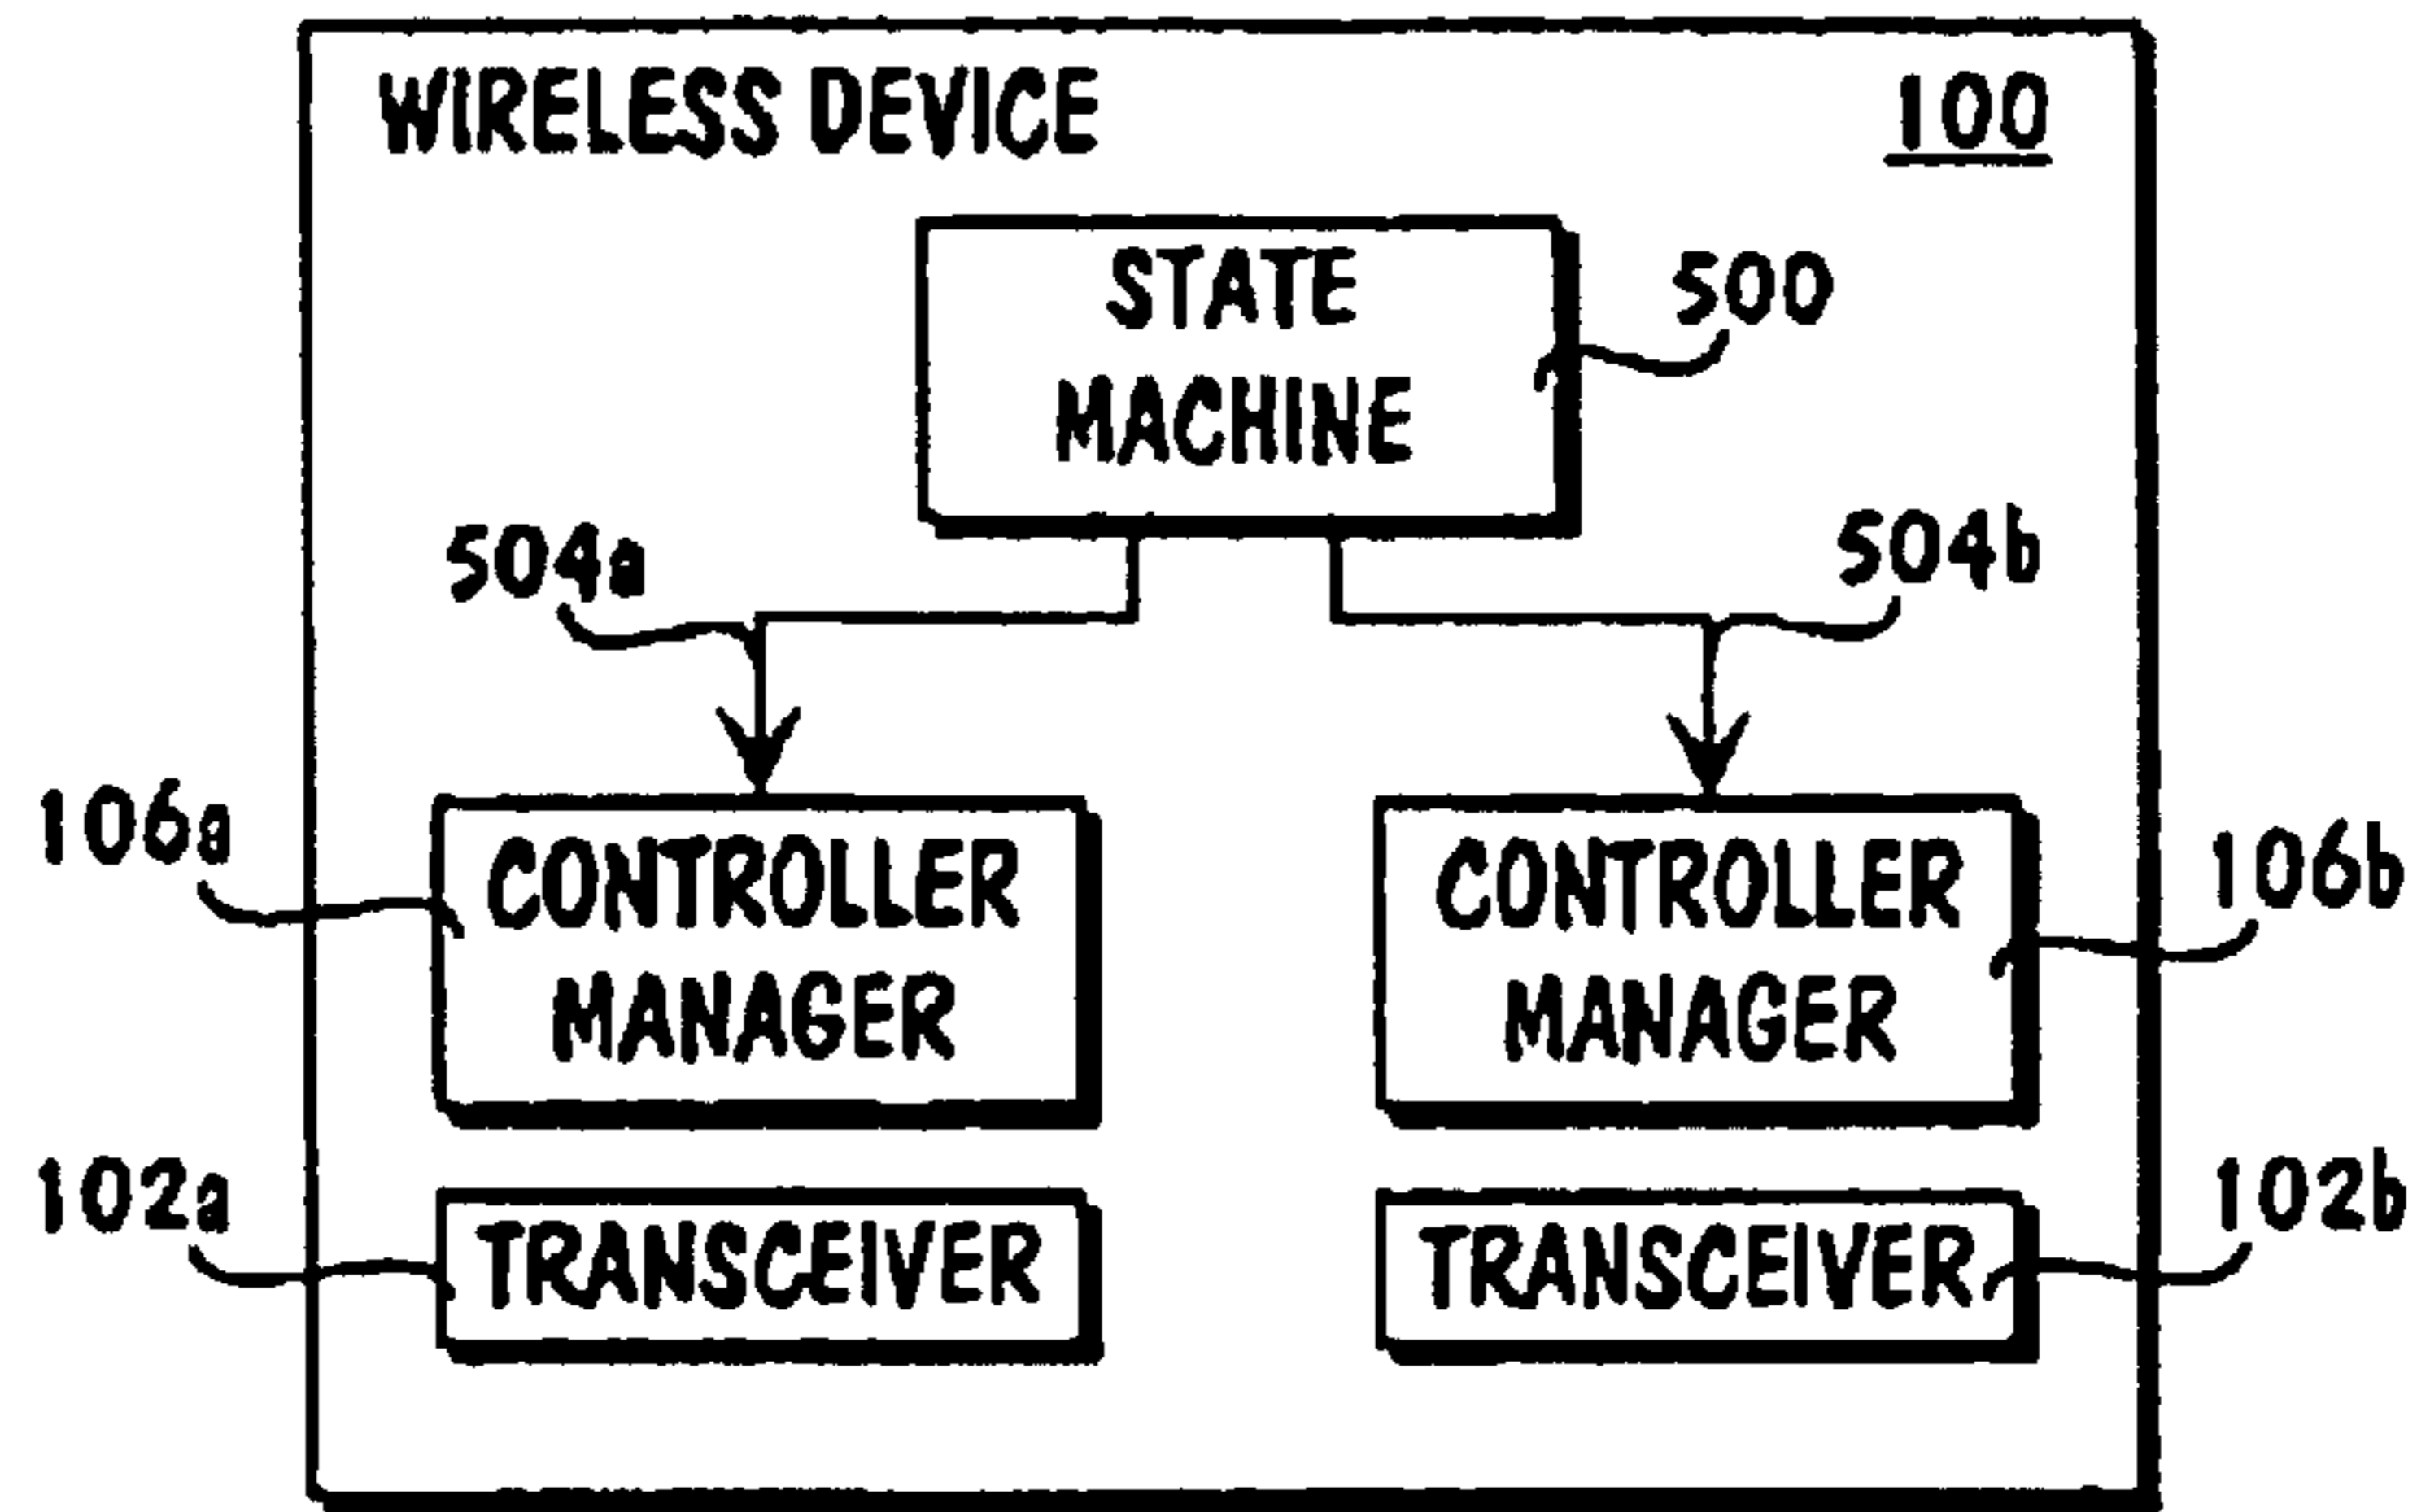 WIRELESS DEVICE
100
STATE
MACHINE
500
504a
504b
106a
CONTROLLER
MANAGER
CONTROLLER
MANAGER
106b
102a
TRANSCEIVER
TRANSCEIVER
102b